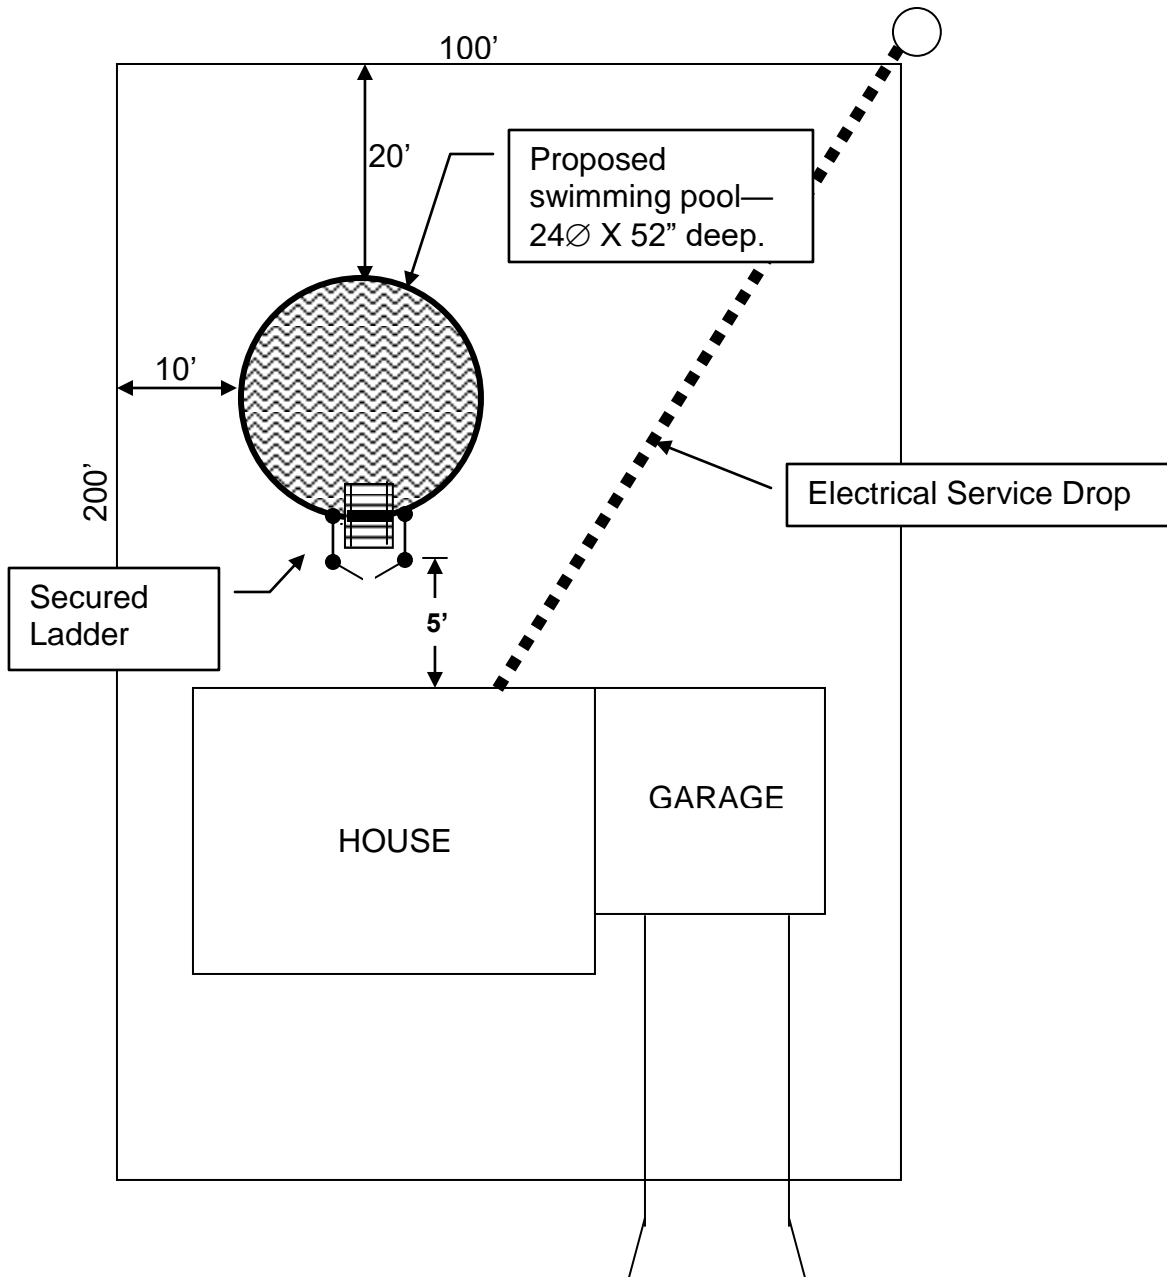 100’
20’
Proposed
swimming pool—
24∅ X 52” deep.
10’
200’
Electrical Service Drop
Secured
Ladder
5’
GARAGE
HOUSE